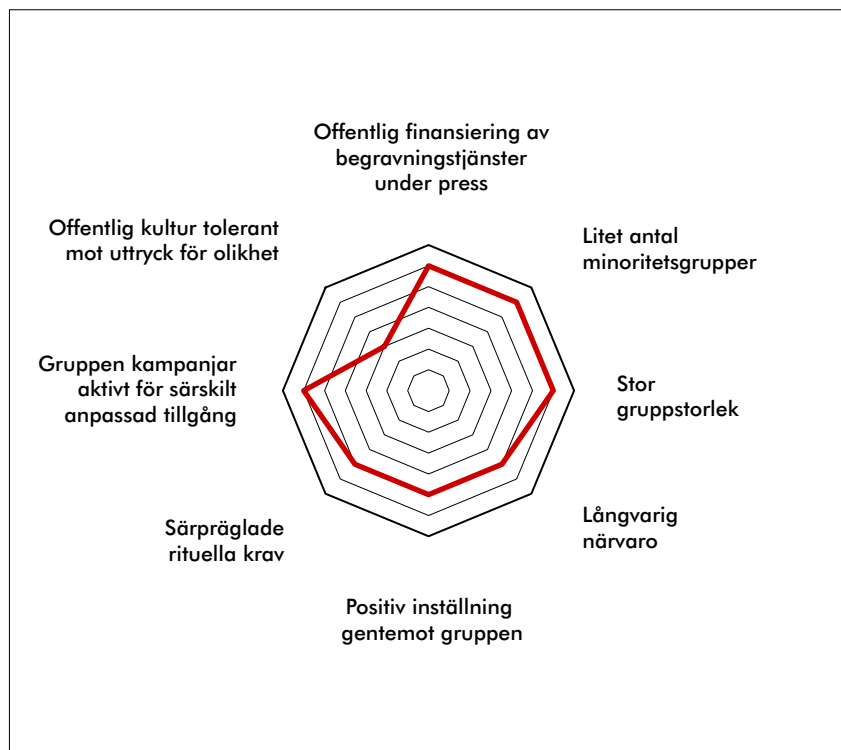 Offentlig finansiering av
begravningstjänster
under press
Litet antal
minoritetsgrupper
Stor
gruppstorlek
Långvarig
närvaro
Positiv inställning
gentemot gruppen
Särpräglade
rituella krav
Gruppen kampanjar
aktivt för särskilt
anpassad tillgång
Offentlig kultur tolerant
mot uttryck för olikhet